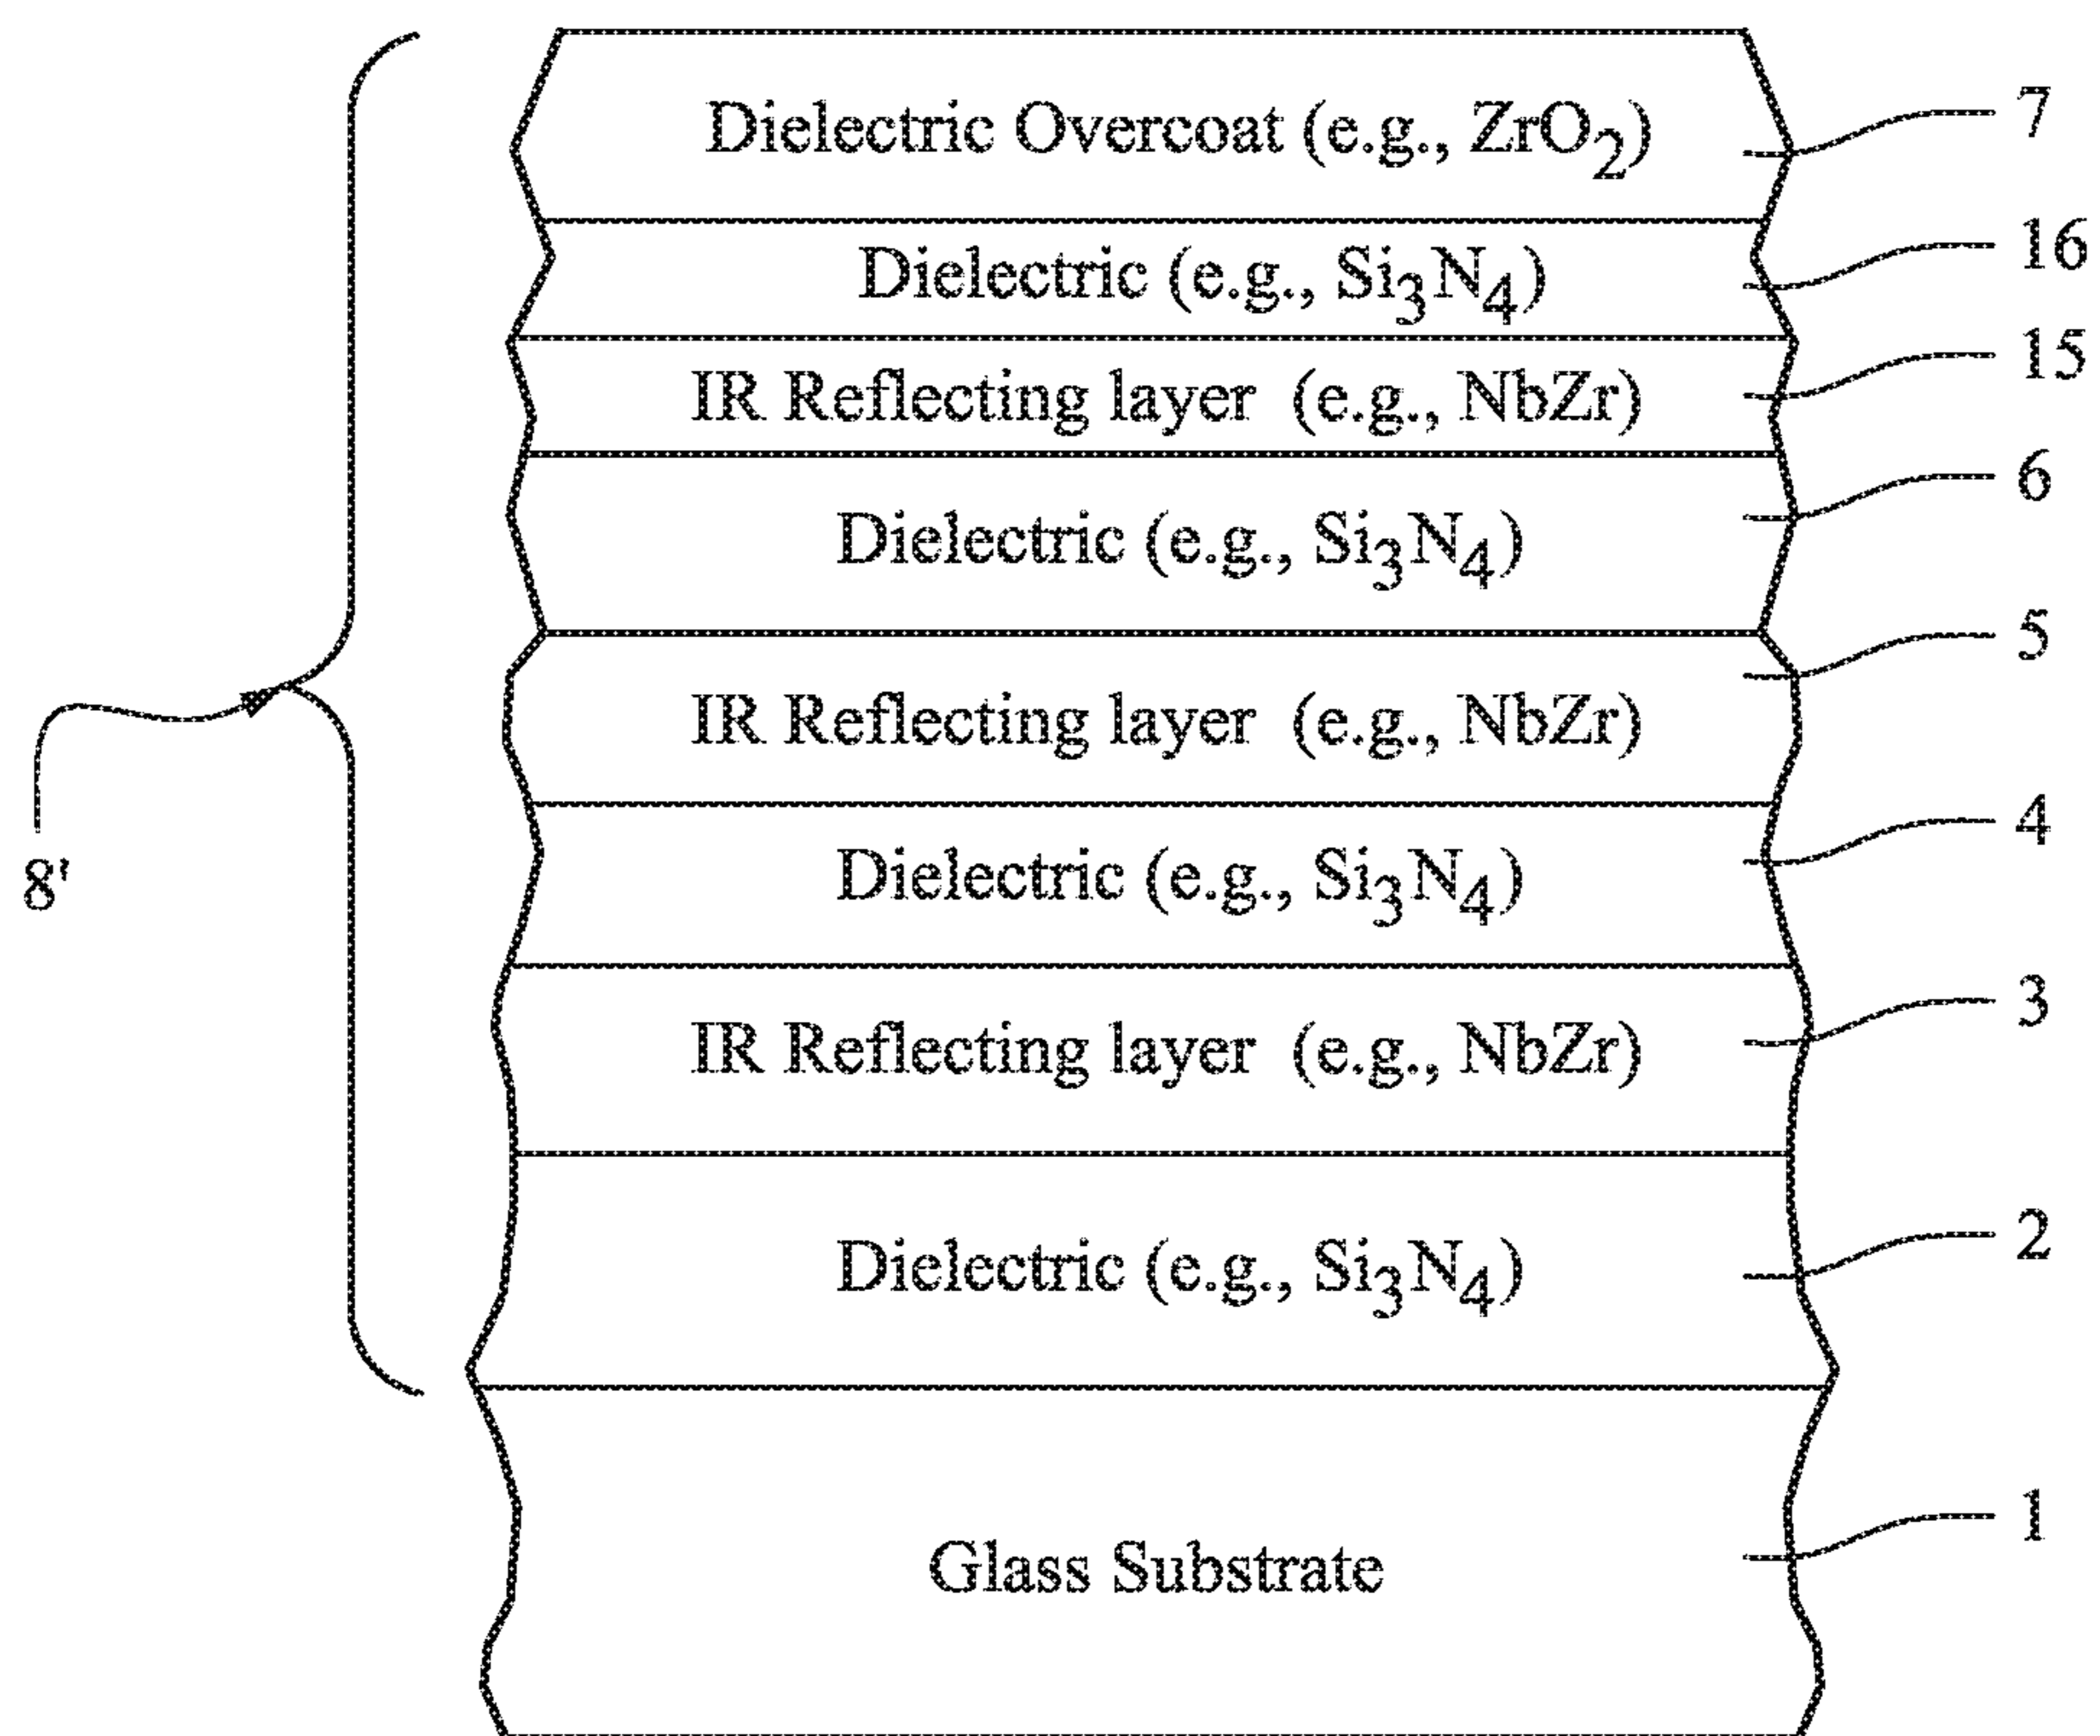 Dielectric Overcoat (e.g., ZrO₂) 7
Dielectric (e.g., Si₃N₄) 16
IR Reflecting layer (e.g., NbZr) 15
Dielectric (e.g., Si₃N₄) 6
IR Reflecting layer (e.g., NbZr) 5
Dielectric (e.g., Si₃N₄) 4
8'
IR Reflecting layer (e.g., NbZr) 3
Dielectric (e.g., Si₃N₄) 2
Glass Substrate 1